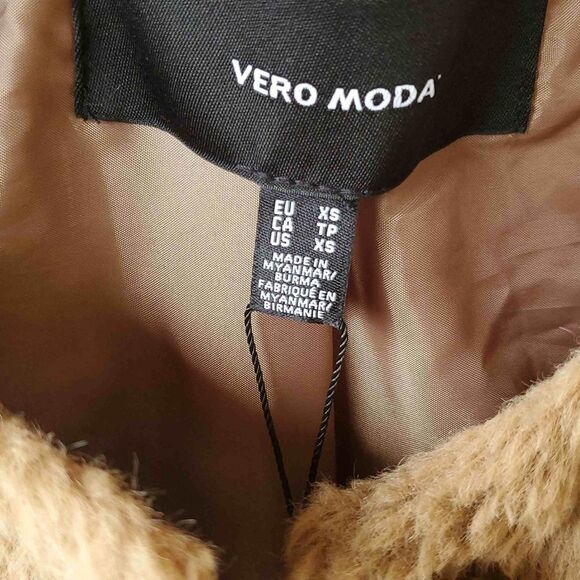 VERO MODA
EU XS
CA TP
US XS
MADE IN
MYANMAR/
BURMA
FABRIQUÉ EN
MYANMAR/
BIRMANIE